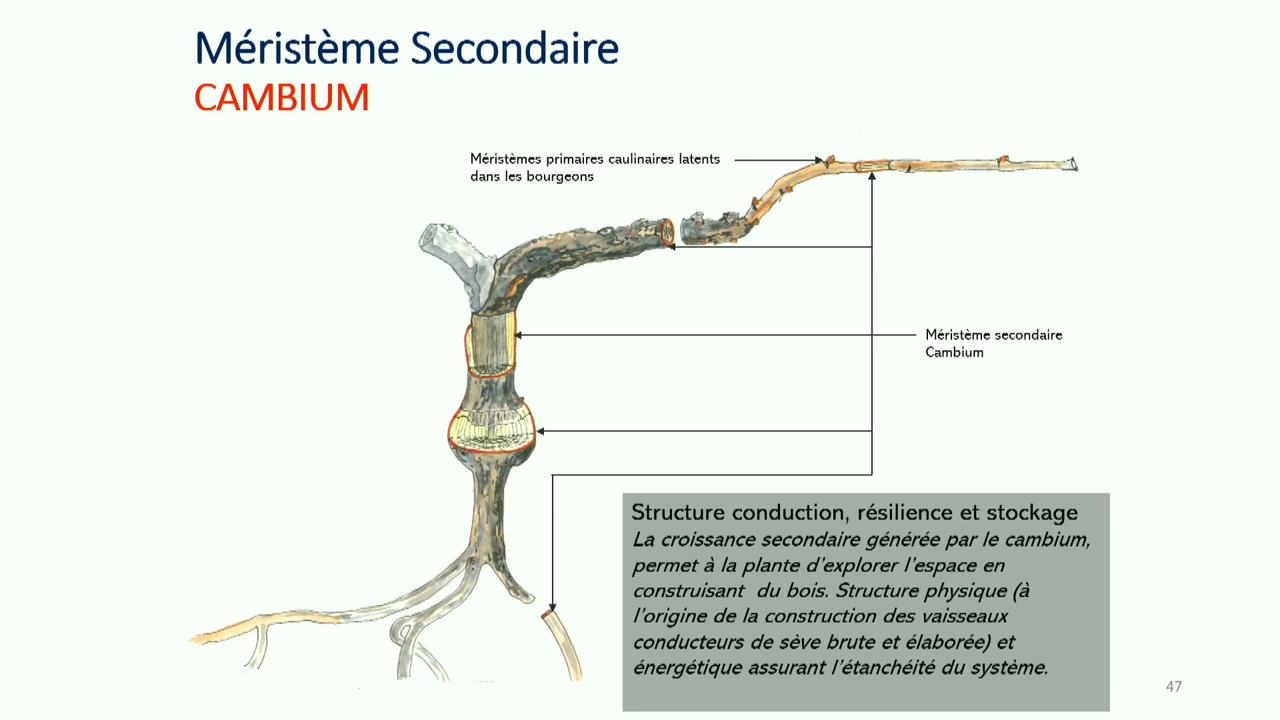 Méristème Secondaire
CAMBIUM
Méristèmes primaires caulinaires latents
dans les bourgeons
Méristème secondaire
Cambium
Structure conduction, résilience et stockage
La croissance secondaire générée par le cambium,
permet à la plante d'explorer l'espace en
construisant du bois. Structure physique (à
l'origine de la construction des vaisseaux
conducteurs de sève brute et élaborée) et
énergétique assurant l'étanchéité du système.
47